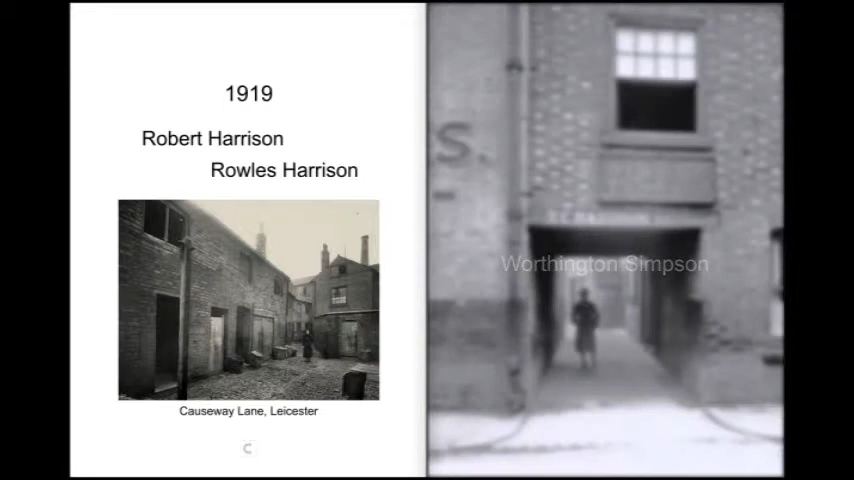 1919
Robert Harrison
Rowles Harrison
Causeway Lane, Leicester
C
S.
Worthington Simpson